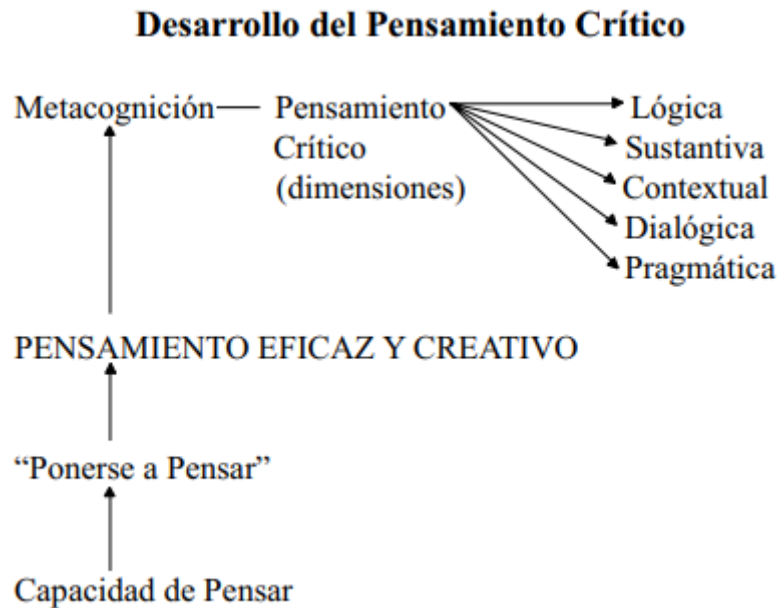 Desarrollo del Pensamiento Crítico
Metacognición
Pensamiento
Crítico
(dimensiones)
Lógica
Sustantiva
Contextual
Dialógica
Pragmática
PENSAMIENTO EFICAZ Y CREATIVO
“Ponerse a Pensar”
Capacidad de Pensar